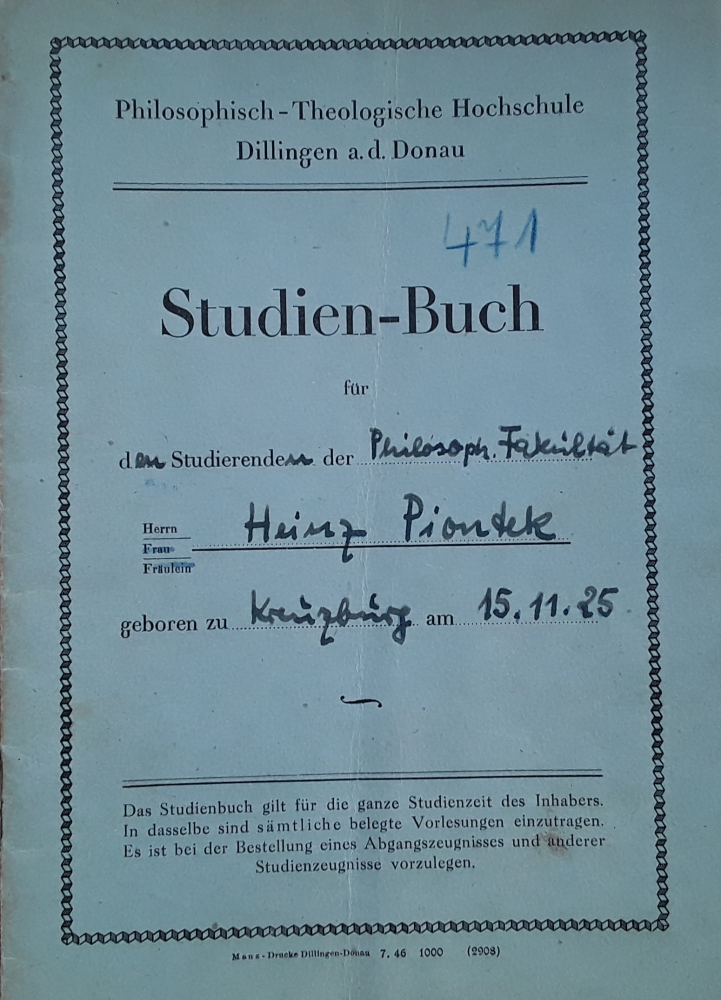 Philosophisch-Theologische Hochschule
Dillingen a. d. Donau
471
Studien-Buch
für
den Studierenden der Philosoph. Fakultät
Herrn
Frau
Fräulein
Heinz Piontek
geboren zu Kreuzburg am 15.11.25
Das Studienbuch gilt für die ganze Studienzeit des Inhabers.
In dasselbe sind sämtliche belegte Vorlesungen einzutragen.
Es ist bei der Bestellung eines Abgangszeugnisses und anderer
Studienzeugnisse vorzulegen.
Manz-Drucke Dillingen-Donau 7. 46 1000 (2908)